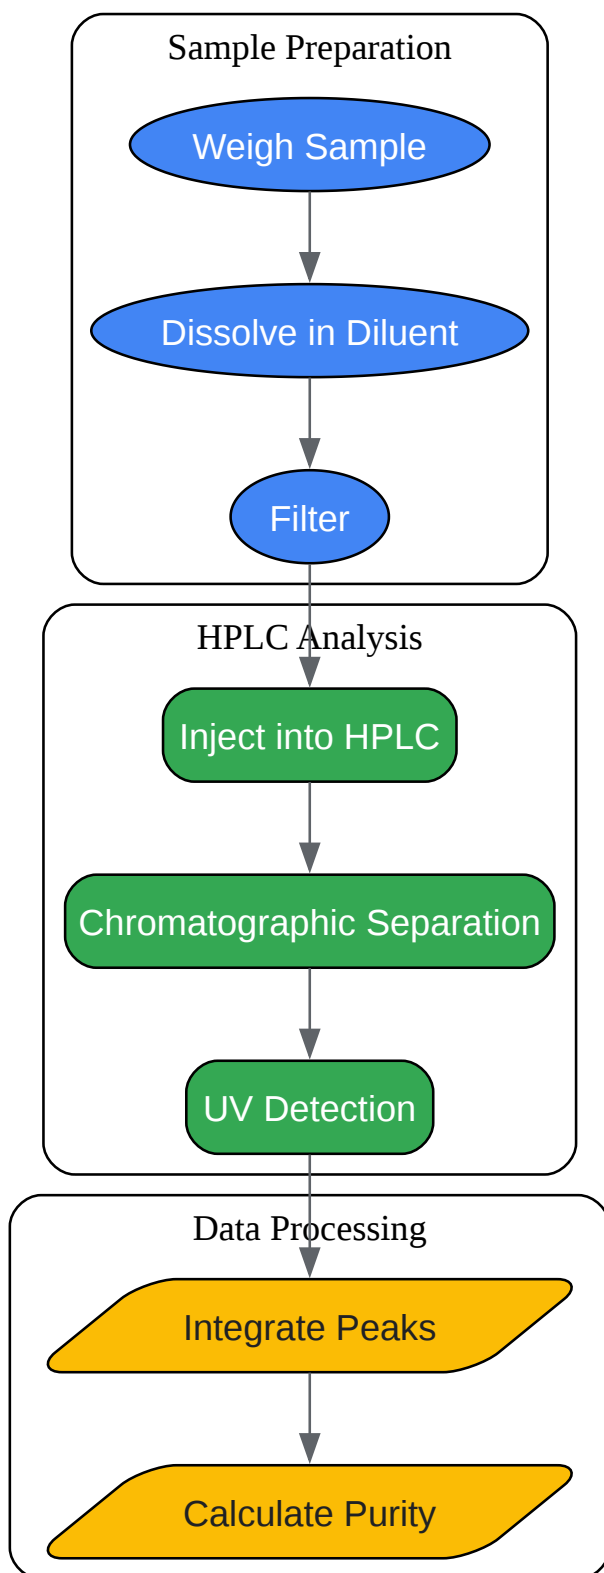 Sample Preparation
Weigh Sample
Dissolve in Diluent
Filter
HPLC Analysis
Inject into HPLC
Chromatographic Separation
UV Detection
Data Processing
Integrate Peaks
Calculate Purity